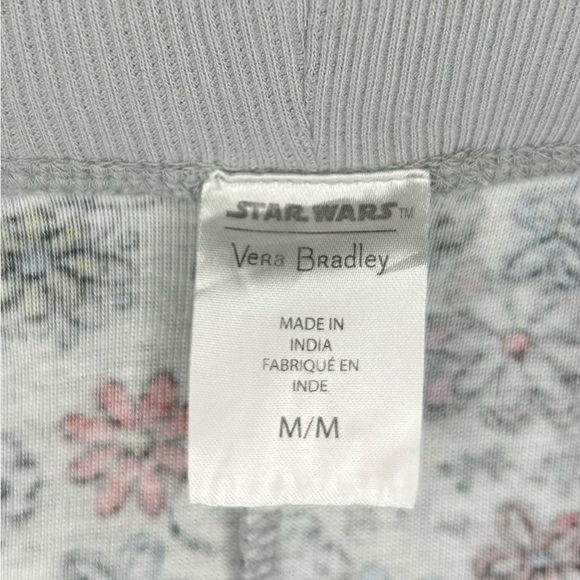 STAR WARS™
Vera Bradley
MADE IN
INDIA
FABRIQUÉ EN
INDE
M/M